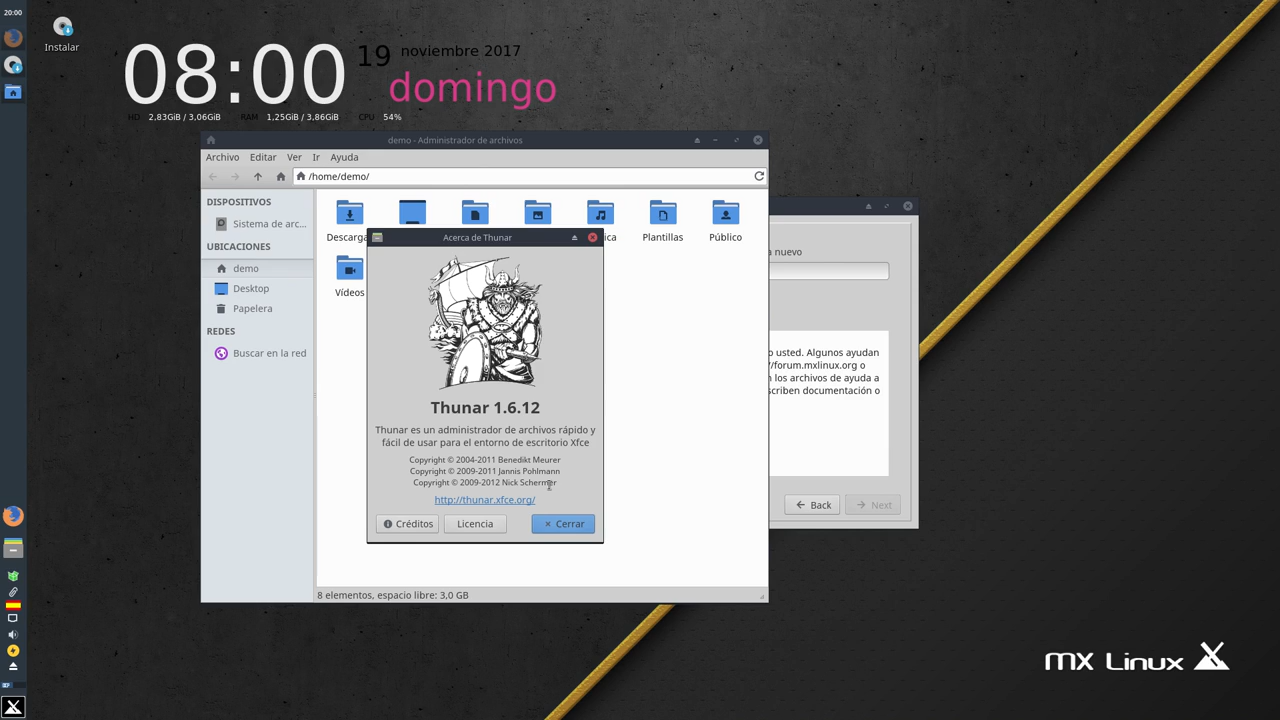 20:00
Instalar
08:00
19 noviembre 2017
domingo
HD 2,83GiB / 3,06GiB RAM 1,25GiB / 3,86GiB CPU 54%
demo - Administrador de archivos
Archivo Editar Ver Ir Ayuda
/home/demo/
DISPOSITIVOS
Sistema de arc...
UBICACIONES
demo
Desktop
Papelera
REDES
Buscar en la red
Descarga
ica
Plantillas
Público
Vídeos
8 elementos, espacio libre: 3,0 GB
Acerca de Thunar
Thunar 1.6.12
Thunar es un administrador de archivos rápido y
fácil de usar para el entorno de escritorio Xfce
Copyright © 2004-2011 Benedikt Meurer
Copyright © 2009-2011 Jannis Pohlmann
Copyright © 2009-2012 Nick Schermer
http://thunar.xfce.org/
Créditos Licencia Cerrar
a nuevo
o usted. Algunos ayudan
//forum.mxlinux.org o
n los archivos de ayuda a
scriben documentación o
Back Next
MX Linux